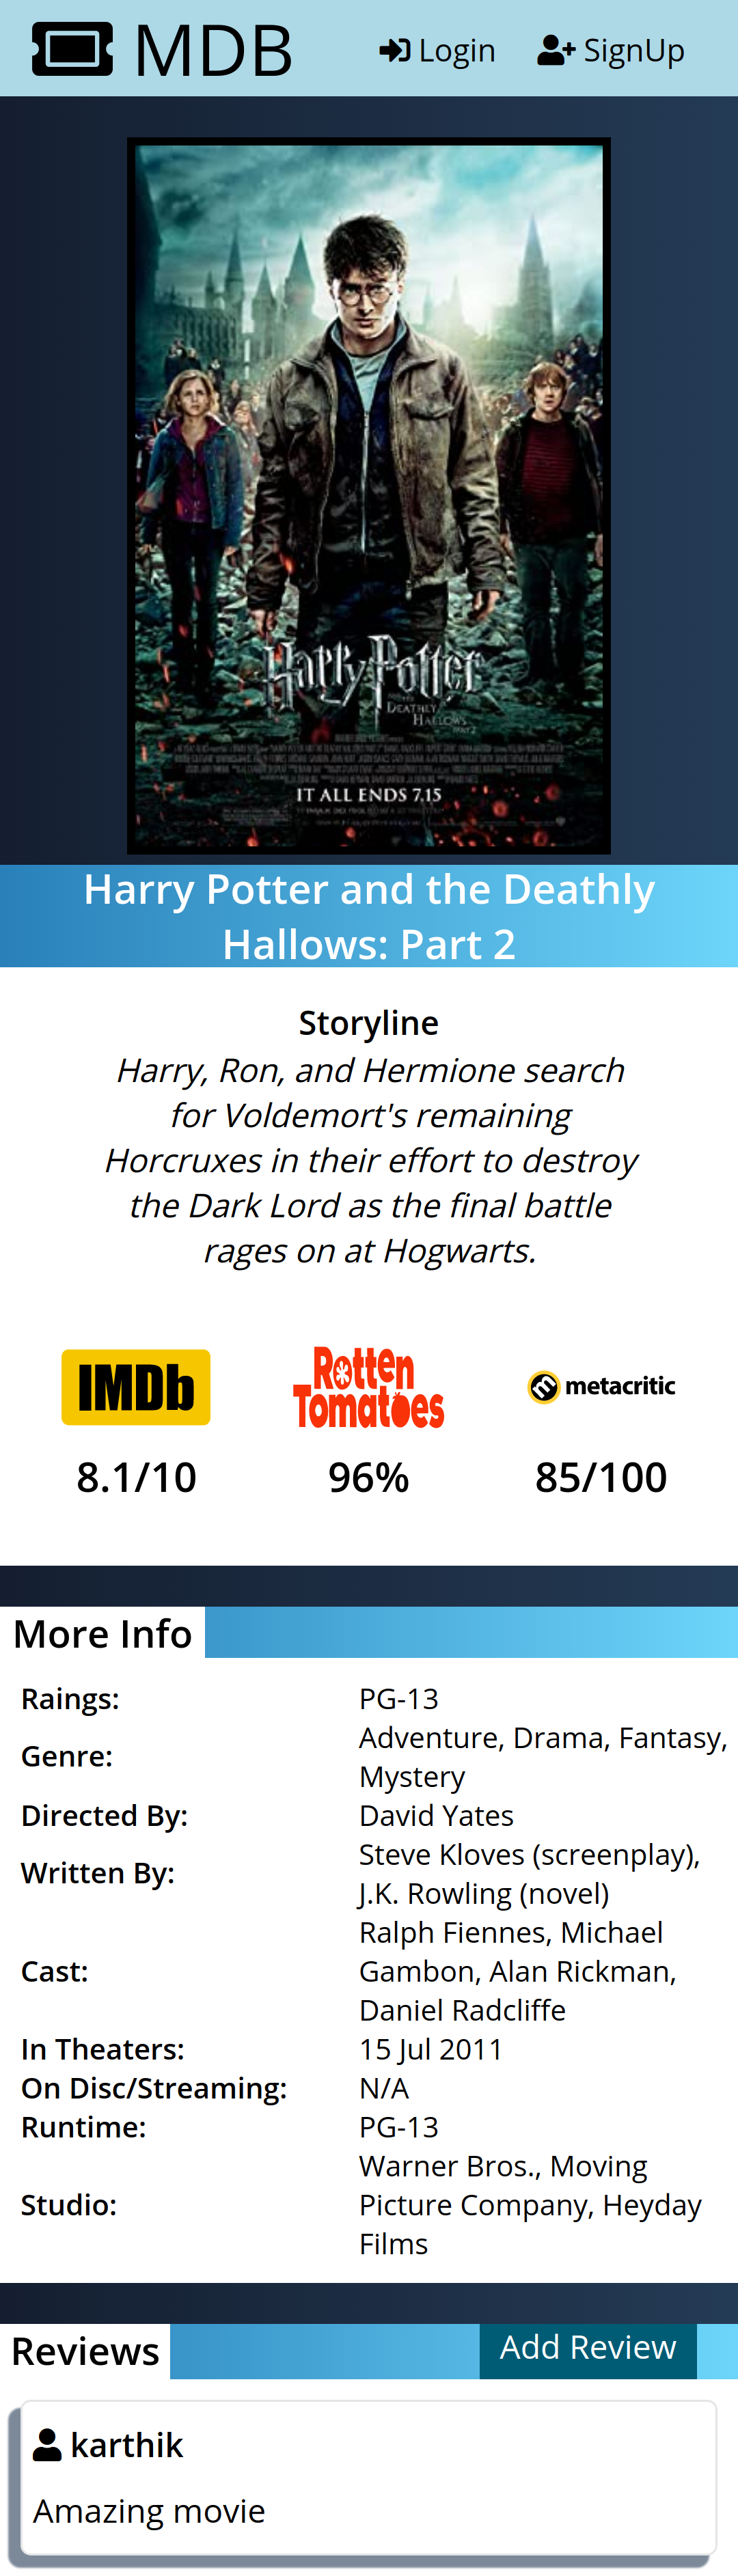 MDB
Login
SignUp
Harry Potter
AND THE
DEATHLY
HALLOWS
PART 2
IT ALL ENDS 7.15
Harry Potter and the Deathly
Hallows: Part 2
Storyline
Harry, Ron, and Hermione search
for Voldemort's remaining
Horcruxes in their effort to destroy
the Dark Lord as the final battle
rages on at Hogwarts.
IMDb
Rotten
Tomatoes
m metacritic
8.1/10
96%
85/100
More Info
Raings: PG-13
Genre: Adventure, Drama, Fantasy,
Mystery
Directed By: David Yates
Written By: Steve Kloves (screenplay),
J.K. Rowling (novel)
Cast: Ralph Fiennes, Michael
Gambon, Alan Rickman,
Daniel Radcliffe
In Theaters: 15 Jul 2011
On Disc/Streaming: N/A
Runtime: PG-13
Studio: Warner Bros., Moving
Picture Company, Heyday
Films
Reviews
Add Review
karthik
Amazing movie